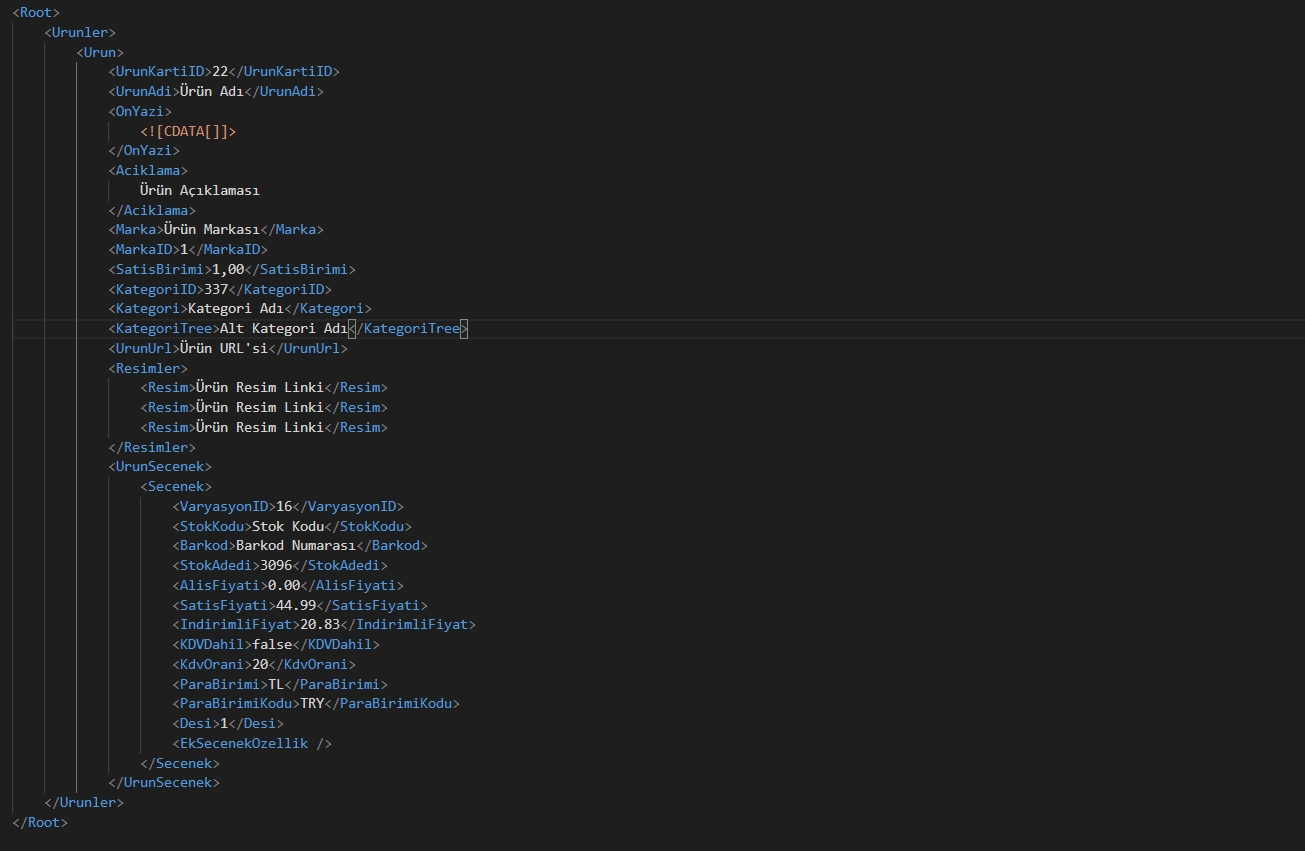 <Root>
<Urunler>
<Urun>
<UrunKartiID>22</UrunKartiID>
<UrunAdi>Ürün Adı</UrunAdi>
<OnYazi>
<![CDATA[]]>
</OnYazi>
<Aciklama>
Ürün Açıklaması
</Aciklama>
<Marka>Ürün Markası</Marka>
<MarkaID>1</MarkaID>
<SatisBirimi>1,00</SatisBirimi>
<KategoriID>337</KategoriID>
<Kategori>Kategori Adı</Kategori>
<KategoriTree>Alt Kategori Adı</KategoriTree>
<UrunUrl>Ürün URL'si</UrunUrl>
<Resimler>
<Resim>Ürün Resim Linki</Resim>
<Resim>Ürün Resim Linki</Resim>
<Resim>Ürün Resim Linki</Resim>
</Resimler>
<UrunSecenek>
<Secenek>
<VaryasyonID>16</VaryasyonID>
<StokKodu>Stok Kodu</StokKodu>
<Barkod>Barkod Numarası</Barkod>
<StokAdedi>3096</StokAdedi>
<AlisFiyati>0.00</AlisFiyati>
<SatisFiyati>44.99</SatisFiyati>
<IndirimliFiyat>20.83</IndirimliFiyat>
<KDVDahil>false</KDVDahil>
<KdvOrani>20</KdvOrani>
<ParaBirimi>TL</ParaBirimi>
<ParaBirimiKodu>TRY</ParaBirimiKodu>
<Desi>1</Desi>
<EkSecenekOzellik />
</Secenek>
</UrunSecenek>
</Urunler>
</Root>